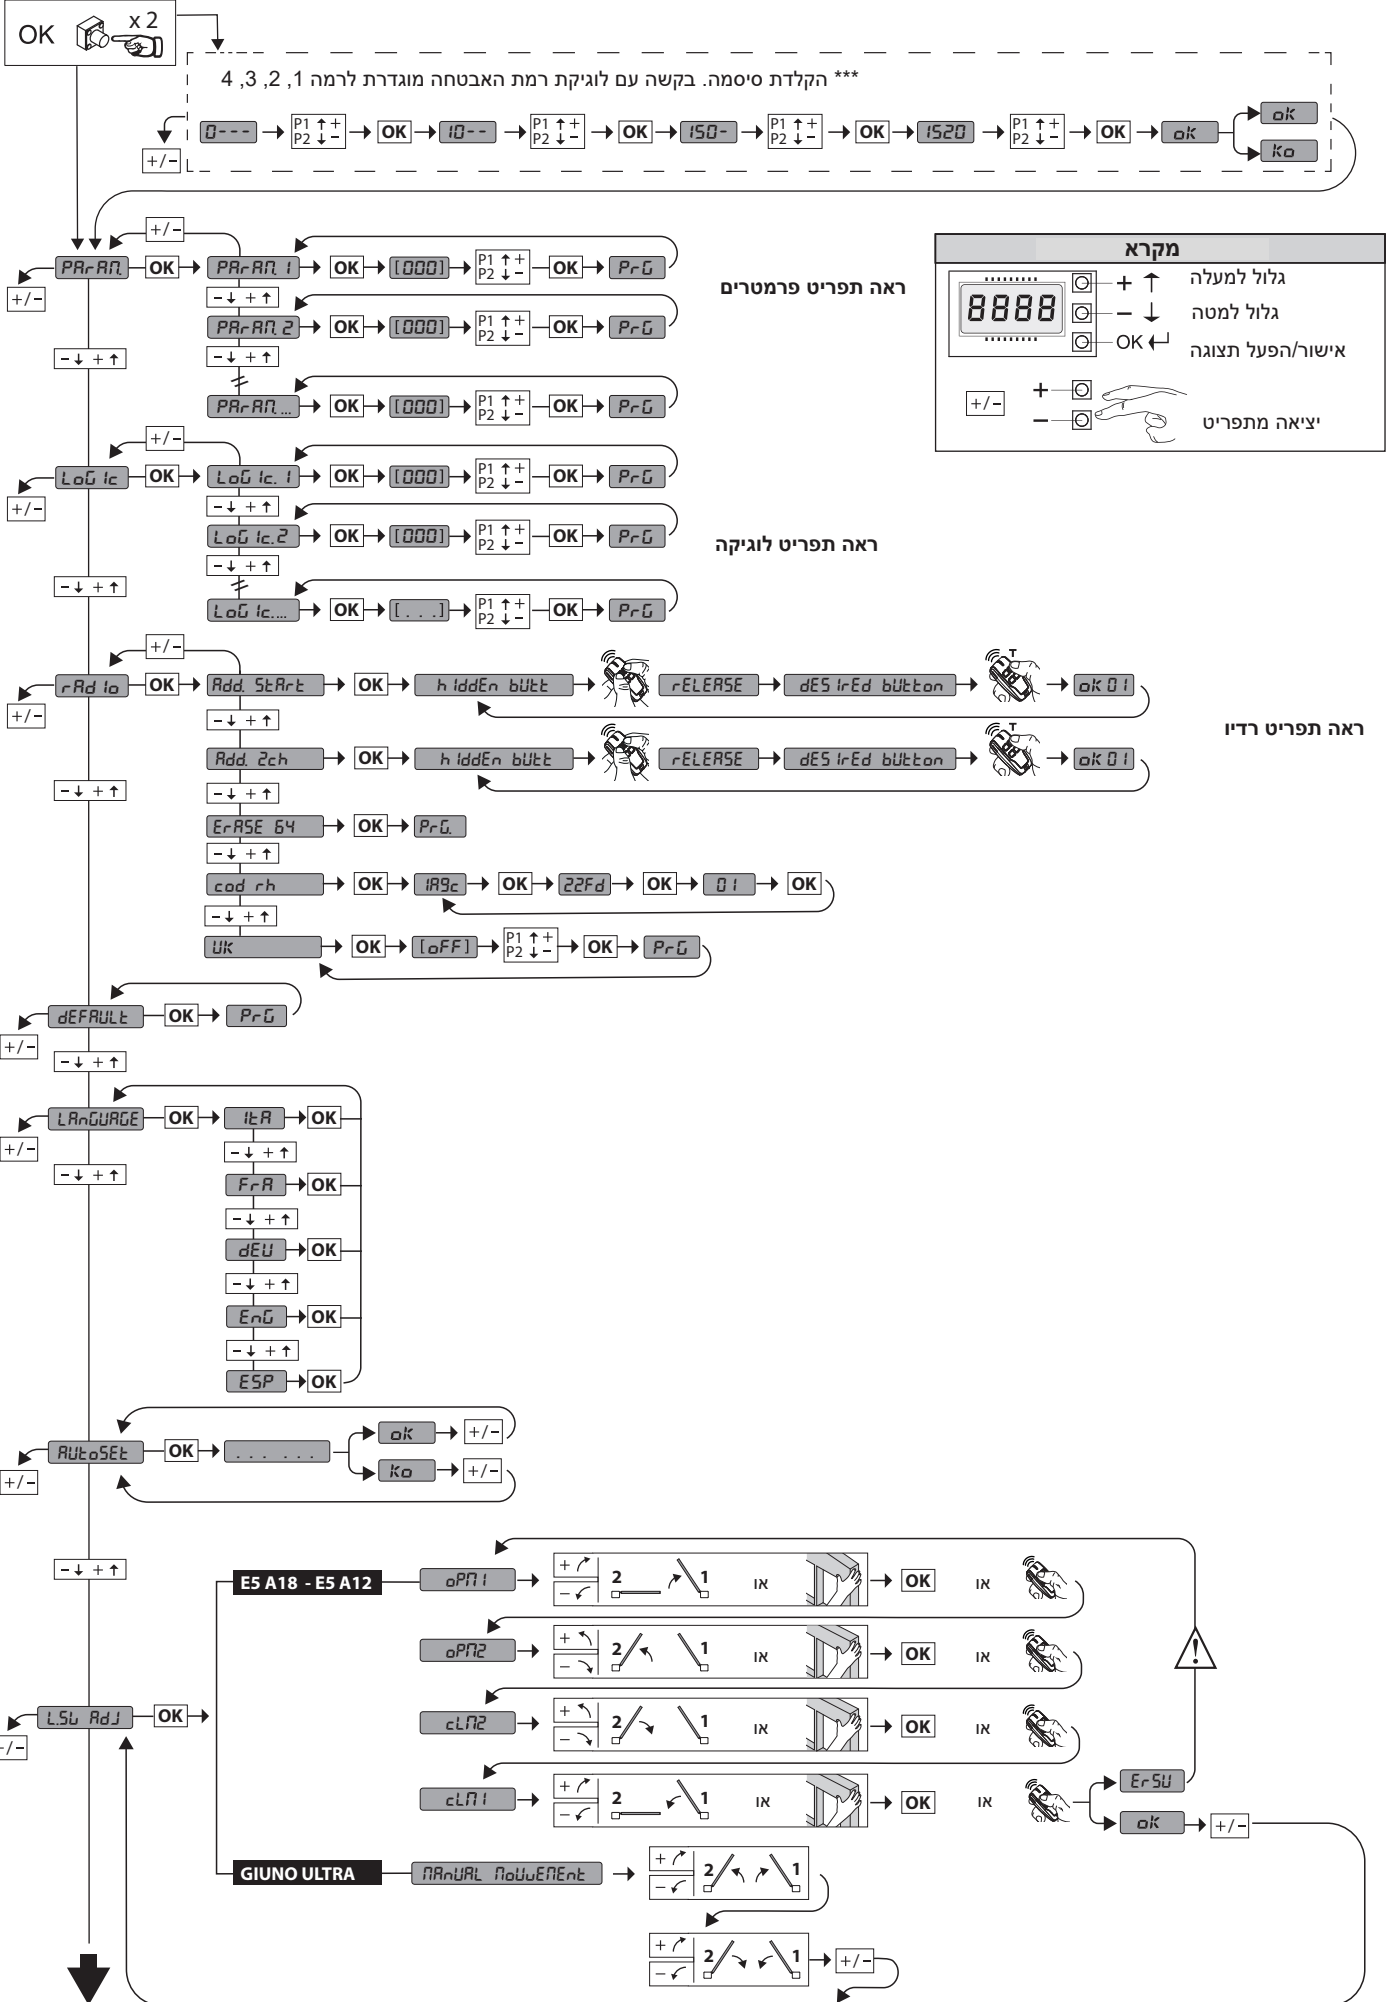 OK x 2
*** הקלדת סיסמה. בקשה עם לוגיקת רמת האבטחה מוגדרת לרמה 1, 2, 3, 4
0--- P1 ↑ + P2 ↓ – OK 10-- P1 ↑ + P2 ↓ – OK 150- P1 ↑ + P2 ↓ – OK 1520 P1 ↑ + P2 ↓ – OK oK oK
Ko
+/–
מקרא
8888
+ ↑ גלול למעלה
– ↓ גלול למטה
OK אישור/הפעל תצוגה
+/– + –
יציאה מתפריט
+/–
PArAM. OK PArAM. 1 OK [000] P1 ↑ + P2 ↓ – OK PrG
+/–
– ↓ + ↑
ראה תפריט פרמטרים
PArAM. 2 OK [000] P1 ↑ + P2 ↓ – OK PrG
– ↓ + ↑
– ↓ + ↑
PArAM. ... OK [000] P1 ↑ + P2 ↓ – OK PrG
+/–
LoGIc OK LoGIc. 1 OK [000] P1 ↑ + P2 ↓ – OK PrG
+/–
– ↓ + ↑
LoGIc.2 OK [000] P1 ↑ + P2 ↓ – OK PrG
ראה תפריט לוגיקה
– ↓ + ↑
– ↓ + ↑
LoGIc.... OK [. . .] P1 ↑ + P2 ↓ – OK PrG
+/–
rAdIo OK Add. StArt OK hIddEn bUtt rELEASE dESIrEd bUtton T oK 01
+/–
– ↓ + ↑
ראה תפריט רדיו
Add. 2ch OK hIddEn bUtt rELEASE dESIrEd bUtton T oK 01
– ↓ + ↑
– ↓ + ↑
ErASE 64 OK PrG.
– ↓ + ↑
cod rh OK 1A9c OK 22Fd OK 01 OK
– ↓ + ↑
UK OK [oFF] P1 ↑ + P2 ↓ – OK PrG
dEFAULt OK PrG
+/–
– ↓ + ↑
LAnGUAGE OK ItA OK
+/–
– ↓ + ↑
– ↓ + ↑
FrA OK
– ↓ + ↑
dEU OK
– ↓ + ↑
EnG OK
– ↓ + ↑
ESP OK
AUtoSEt OK . . . . . . oK +/–
Ko +/–
+/–
– ↓ + ↑
E5 A18 - E5 A12 oPM1 + – 2 1 או OK או
oPM2 + – 2 1 או OK או
L.SU AdJ OK
+/–
cLM2 + – 2 1 או OK או
cLM1 + – 2 1 או OK או
ErSU
oK +/–
!
GIUNO ULTRA MAnUAL MoUvEMEnt + – 2 1
+ – 2 1 +/–